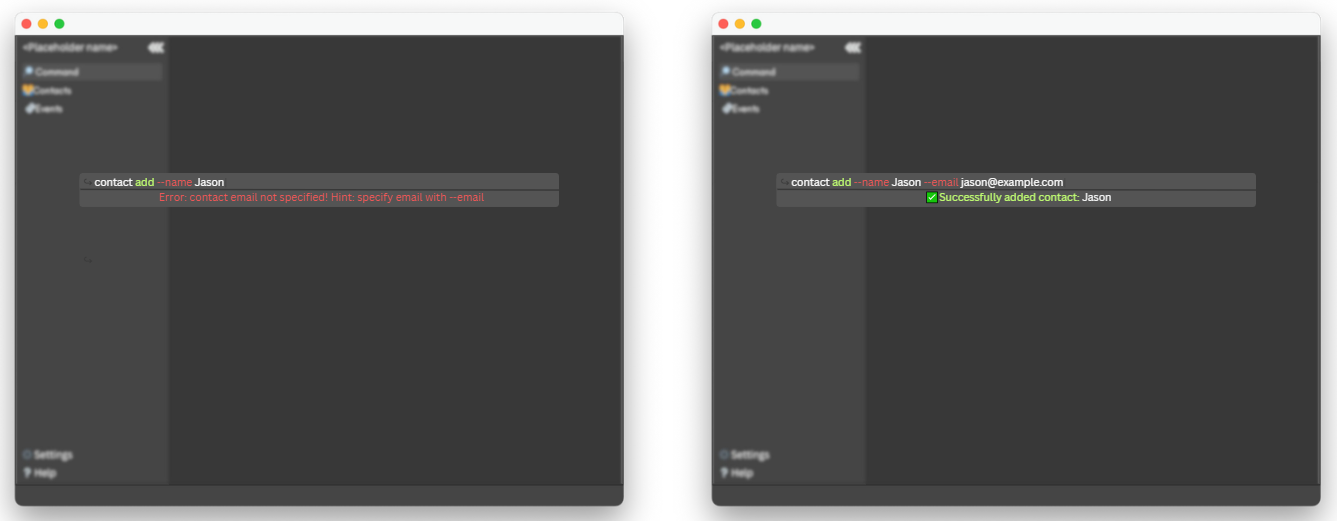 <Placeholder name>
Command
Contacts
Events
contact add --name Jason
Error: contact email not specified! Hint: specify email with --email
Settings
? Help
<Placeholder name>
Command
Contacts
Events
contact add --name Jason --email jason@example.com
✅ Successfully added contact: Jason
Settings
? Help